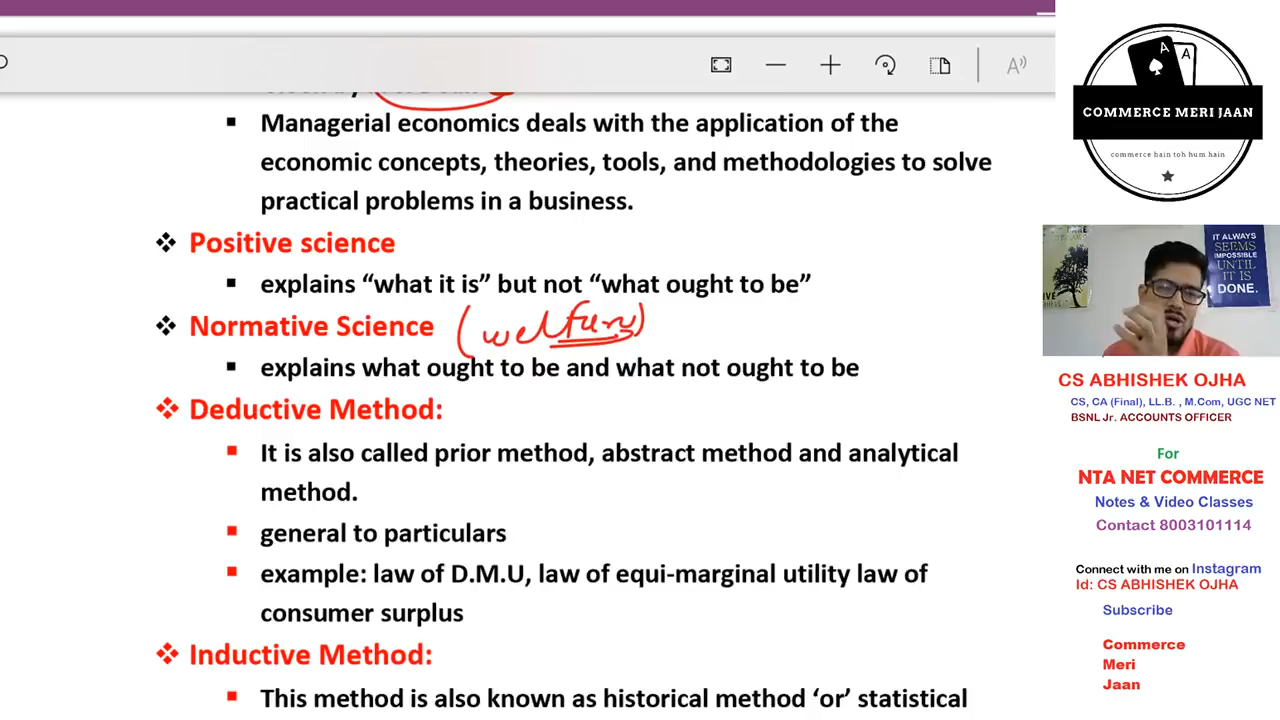 Managerial economics deals with the application of the
economic concepts, theories, tools, and methodologies to solve
practical problems in a business.
❖ Positive science
▪ explains “what it is” but not “what ought to be”
❖ Normative Science (welfare)
▪ explains what ought to be and what not ought to be
❖ Deductive Method:
▪ It is also called prior method, abstract method and analytical
method.
▪ general to particulars
▪ example: law of D.M.U, law of equi-marginal utility law of
consumer surplus
❖ Inductive Method:
▪ This method is also known as historical method ‘or’ statistical
A
A
COMMERCE MERI JAAN
commerce hain toh hum hain
IT ALWAYS
SEEMS
IMPOSSIBLE
UNTIL
IT IS
DONE.
CS ABHISHEK OJHA
CS, CA (Final), LL.B. , M.Com, UGC NET
BSNL Jr. ACCOUNTS OFFICER
For
NTA NET COMMERCE
Notes & Video Classes
Contact 8003101114
Connect with me on Instagram
Id: CS ABHISHEK OJHA
Subscribe
Commerce
Meri
Jaan